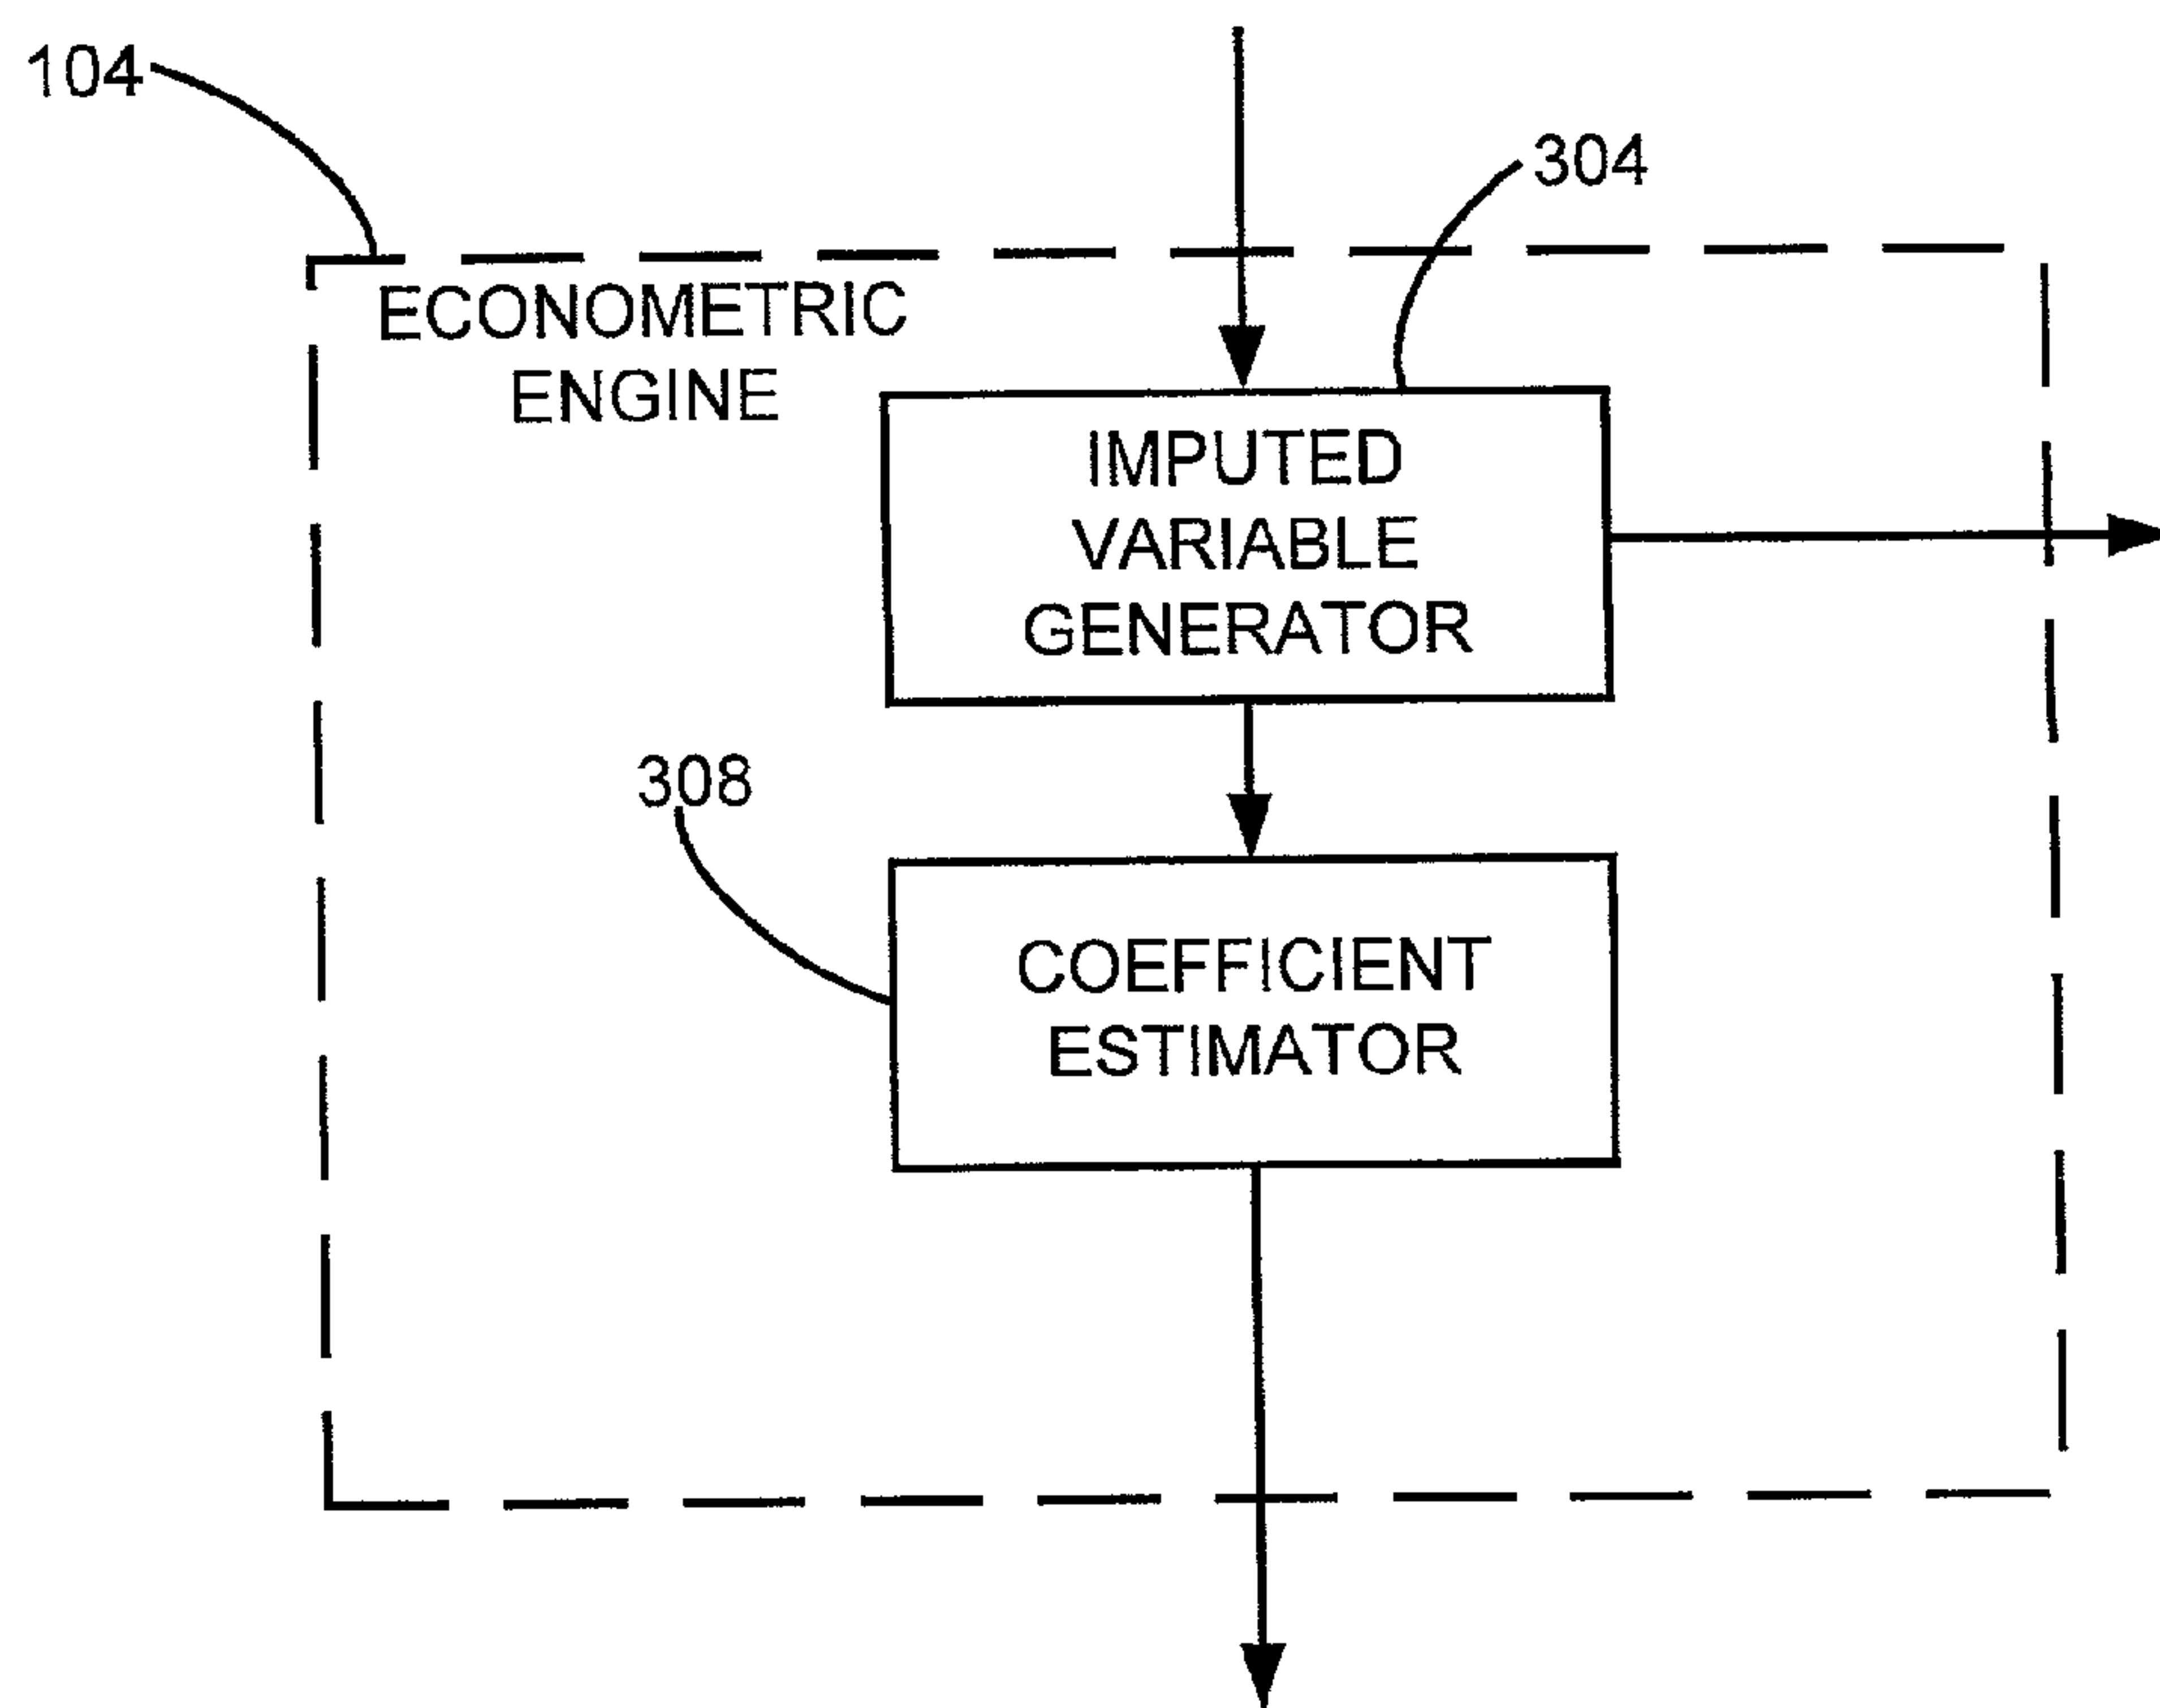 104
304
ECONOMETRIC
ENGINE
IMPUTED
VARIABLE
GENERATOR
308
COEFFICIENT
ESTIMATOR